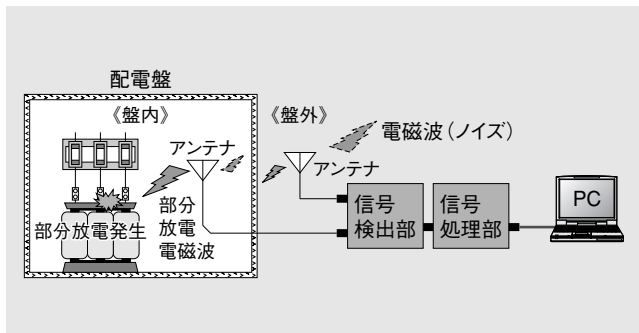 配電盤
《盤内》
《盤外》
電磁波（ノイズ）
アンテナ
アンテナ
部分放電発生
部分
放電
電磁波
信号
検出部
信号
処理部
PC